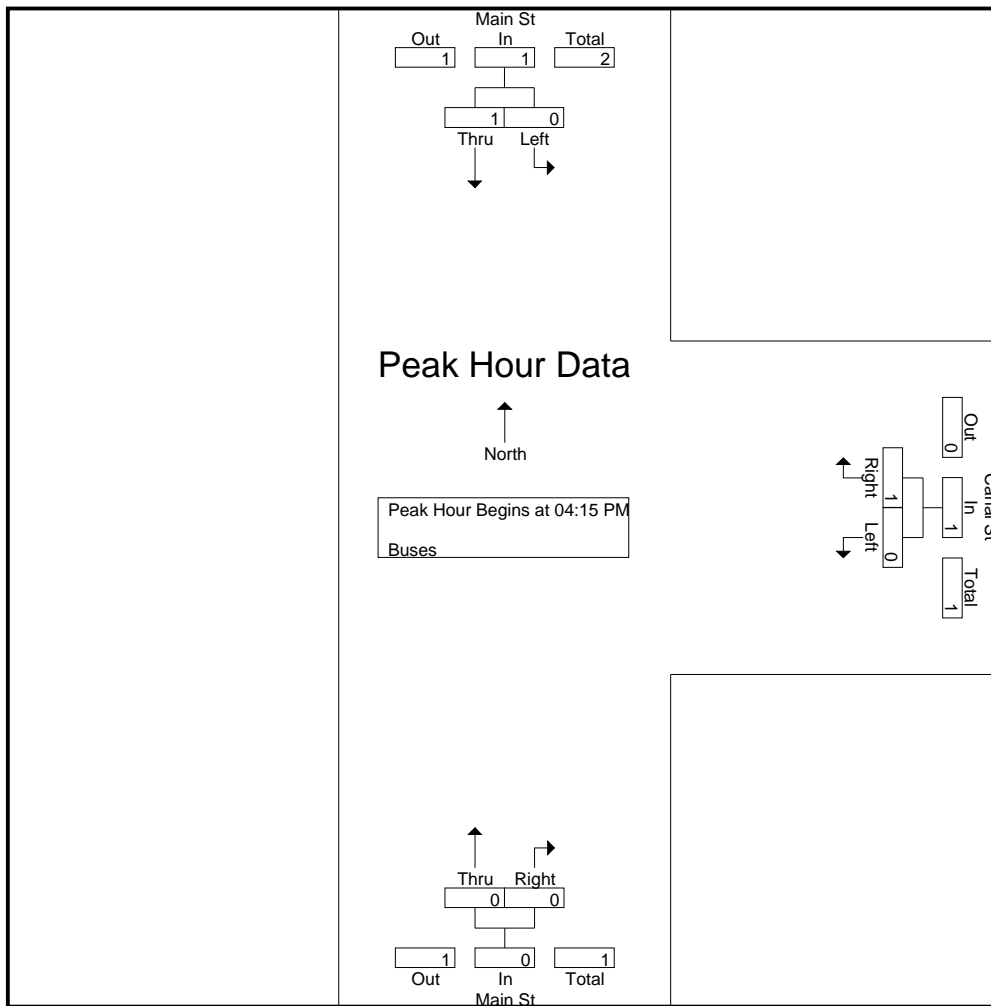 Main St
Out In Total
1 1 2
1 0
Thru Left
Peak Hour Data
North
Peak Hour Begins at 04:15 PM
Buses
Out In Total
0 1 1
Canal St
Right Left
1 0
Thru Right
0 0
1 0 1
Out In Total
Main St